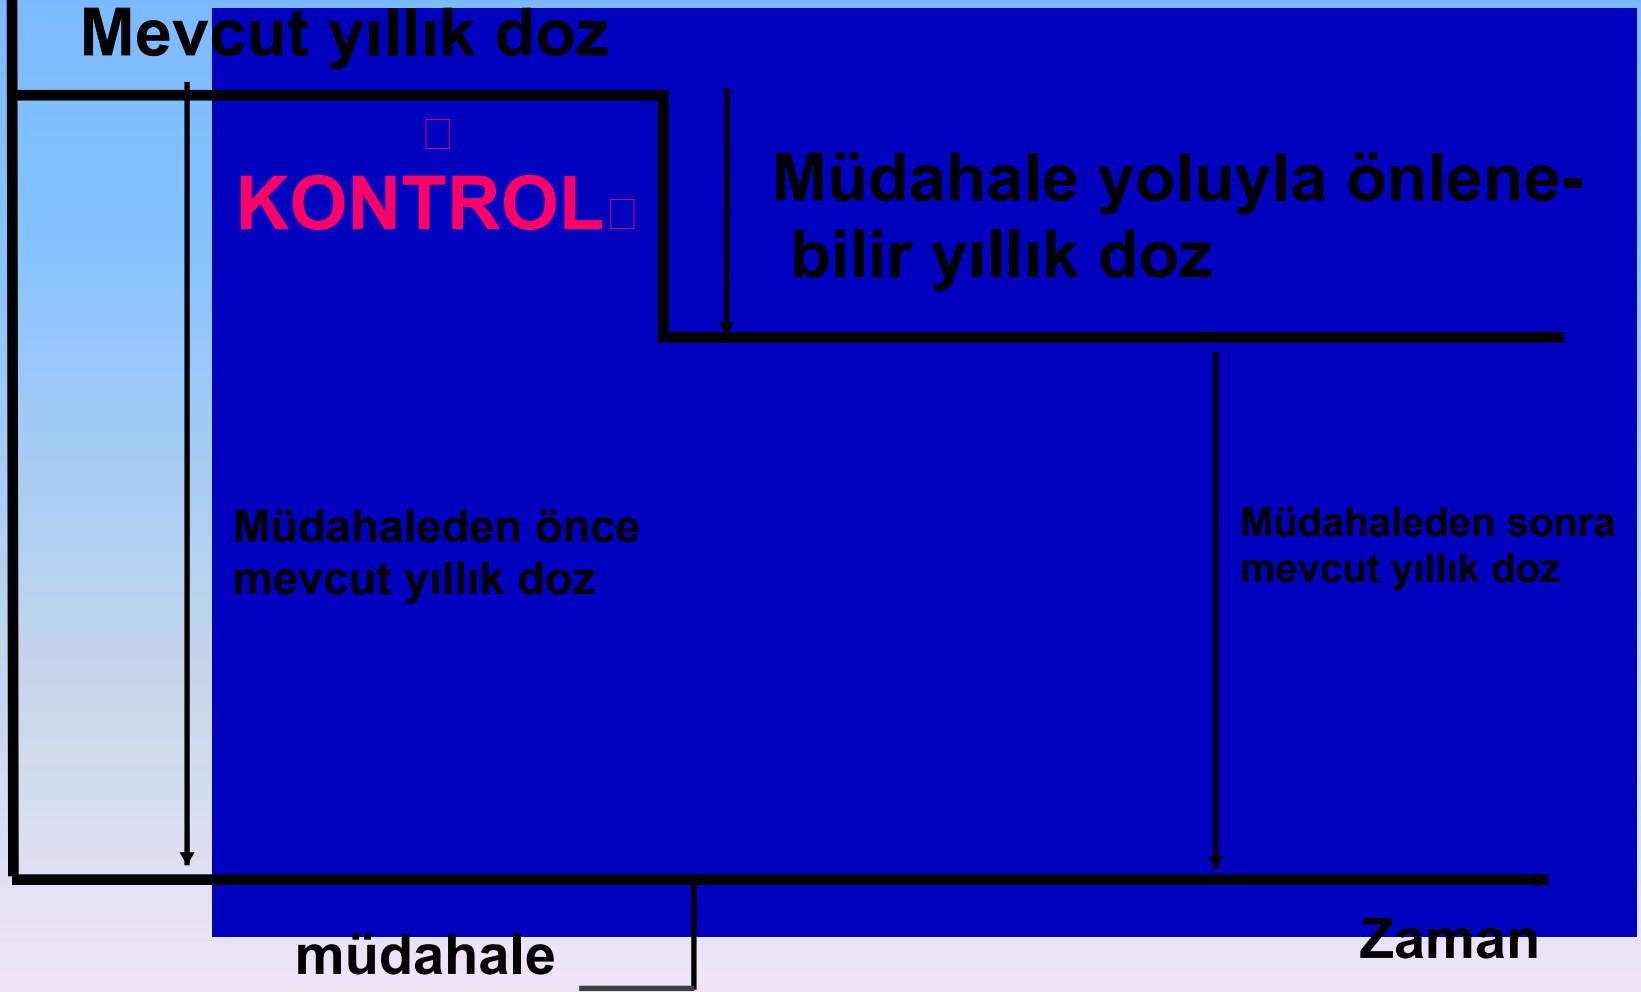 Mevcut yıllık doz
KONTROL
Müdahale yoluyla önlene-
bilir yıllık doz
Müdahaleden önce
mevcut yıllık doz
Müdahaleden sonra
mevcut yıllık doz
Zaman
müdahale